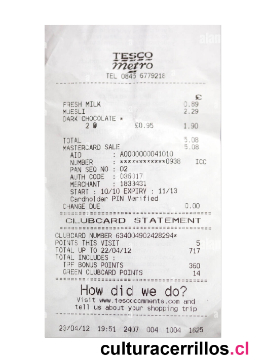 TESCO
metro
TEL 0845 6779218
£
FRESH MILK 0.89
MUESLI 2.29
DARK CHOCOLATE *
2 @ £0.95 1.90
TOTAL 5.08
MASTERCARD SALE 5.08
AID : A0000000041010
NUMBER : ************0938 ICC
PAN SEQ NO : 02
AUTH CODE : 036017
MERCHANT : 1833431
START : 10/10 EXPIRY : 11/13
Cardholder PIN Verified
CHANGE DUE 0.00
CLUBCARD STATEMENT
CLUBCARD NUMBER 634004902428294*
POINTS THIS VISIT 5
TOTAL UP TO 22/04/12 717
TOTAL INCLUDES :
TPF BONUS POINTS 360
GREEN CLUBCARD POINTS 14
How did we do?
Visit www.tescocomments.com and
tell us about your shopping trip
23/04/12 19:51 2407 004 1004 1625
culturacerrillos.cl